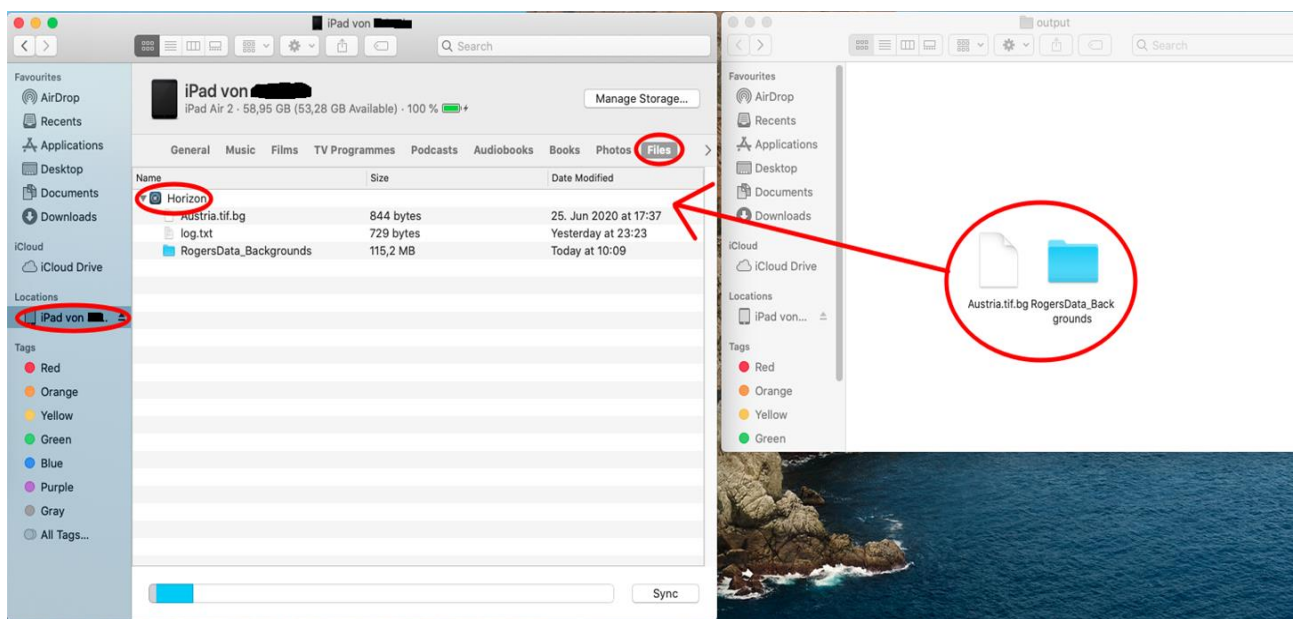 iPad von
Search
Favourites
AirDrop
Recents
Applications
Desktop
Documents
Downloads
iCloud
iCloud Drive
Locations
iPad von
Tags
Red
Orange
Yellow
Green
Blue
Purple
Gray
All Tags...
iPad von
iPad Air 2 · 58,95 GB (53,28 GB Available) · 100 %
Manage Storage...
General Music Films TV Programmes Podcasts Audiobooks Books Photos Files
Name Size Date Modified
Horizon
Austria.tif.bg 844 bytes 25. Jun 2020 at 17:37
log.txt 729 bytes Yesterday at 23:23
RogersData_Backgrounds 115,2 MB Today at 10:09
Sync
output
Search
Favourites
AirDrop
Recents
Applications
Desktop
Documents
Downloads
iCloud
iCloud Drive
Locations
iPad von...
Tags
Red
Orange
Yellow
Green
Austria.tif.bg RogersData_Back
grounds